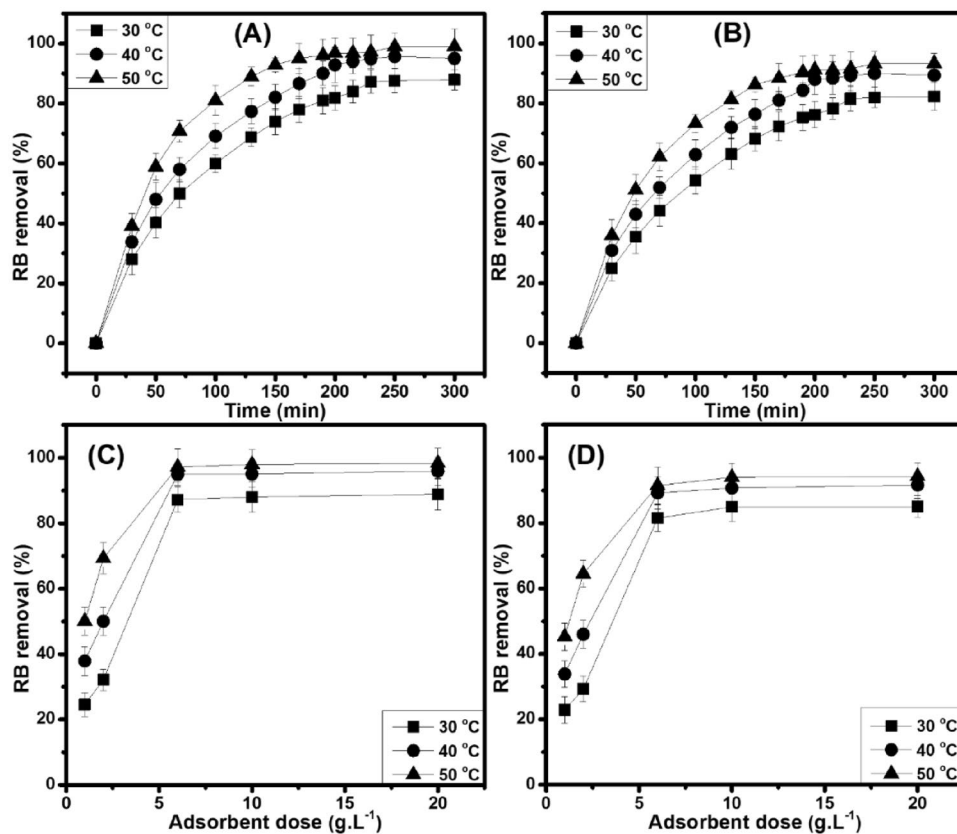 (A)
30 °C
40 °C
50 °C
100
80
60
40
20
0
RB removal (%)
0 50 100 150 200 250 300
Time (min)
(B)
30 °C
40 °C
50 °C
100
80
60
40
20
0
RB removal (%)
0 50 100 150 200 250 300
Time (min)
(C)
100
80
60
40
20
0
RB removal (%)
30 °C
40 °C
50 °C
0 5 10 15 20
Adsorbent dose (g.L⁻¹)
(D)
100
80
60
40
20
0
RB removal (%)
30 °C
40 °C
50 °C
0 5 10 15 20
Adsorbent dose (g.L⁻¹)